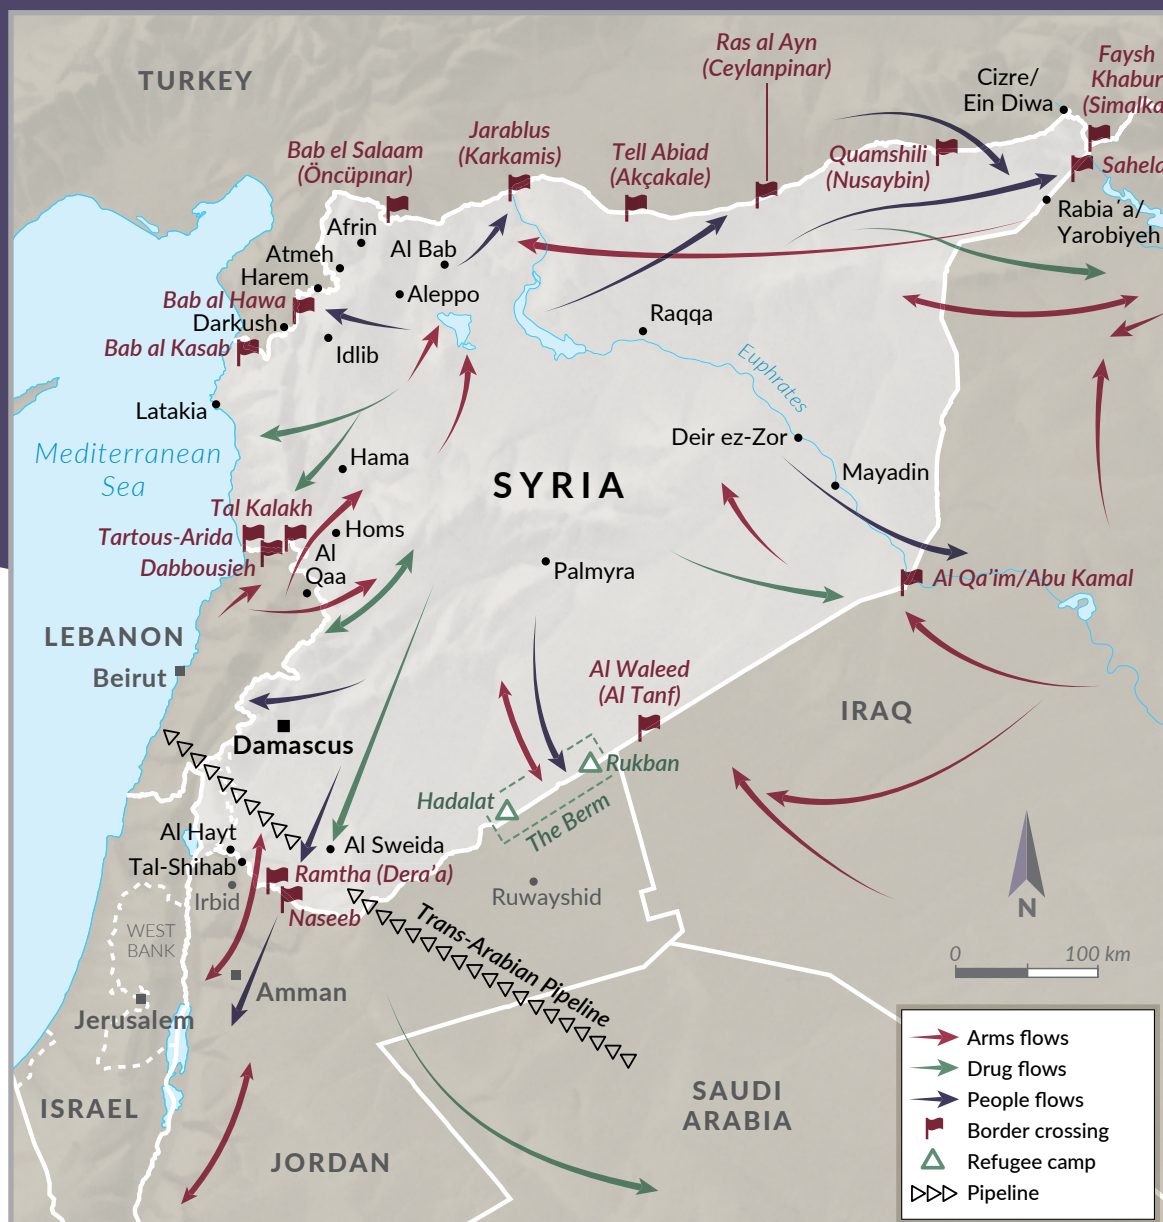 TURKEY
Ras al Ayn
(Ceylanpinar)
Cizre/
Ein Diwa
Faysh
Khabur
(Simalka
Jarablus
(Karkamis)
Bab el Salaam
(Öncüpınar)
Tell Abiad
(Akçakale)
Quamshili
(Nusaybin)
Sahela
Rabia´a/
Yarobiyeh
Afrin
Al Bab
Atmeh
Harem
Aleppo
Bab al Hawa
Darkush
Raqqa
Bab al Kasab
Idlib
Euphrates
Latakia
Mediterranean
Sea
Deir ez-Zor
Hama
Mayadin
SYRIA
Tal Kalakh
Tartous-Arida
Homs
Dabbousieh
Al
Qaa
Palmyra
Al Qa’im/Abu Kamal
LEBANON
Beirut
Al Waleed
(Al Tanf)
IRAQ
Damascus
Rukban
Hadalat
The Berm
Al Hayt
Al Sweida
Tal-Shihab
Ramtha (Dera’a)
Irbid
Naseeb
Ruwayshid
WEST
BANK
Trans-Arabian Pipeline
N
0
100 km
Amman
Jerusalem
ISRAEL
SAUDI
ARABIA
JORDAN
Arms flows
Drug flows
People flows
Border crossing
Refugee camp
Pipeline